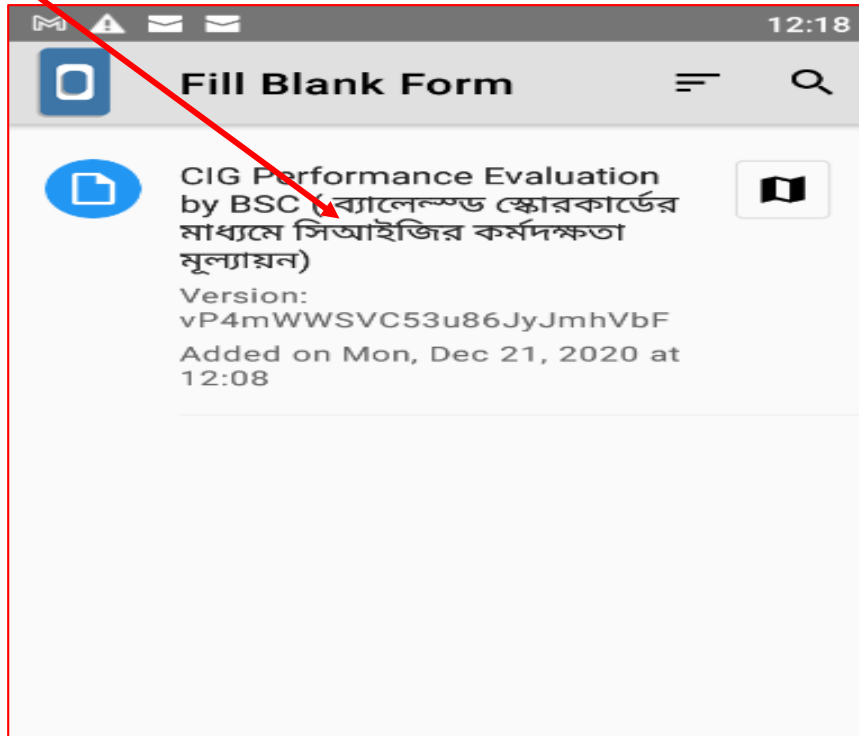 12:18
Fill Blank Form
CIG Performance Evaluation
by BSC ( ব্যালেন্স্ড স্কোরকার্ডের
মাধ্যমে সিআইজির কর্মদক্ষতা
মূল্যায়ন)
Version:
vP4mWWSVC53u86JyJmhVbF
Added on Mon, Dec 21, 2020 at
12:08